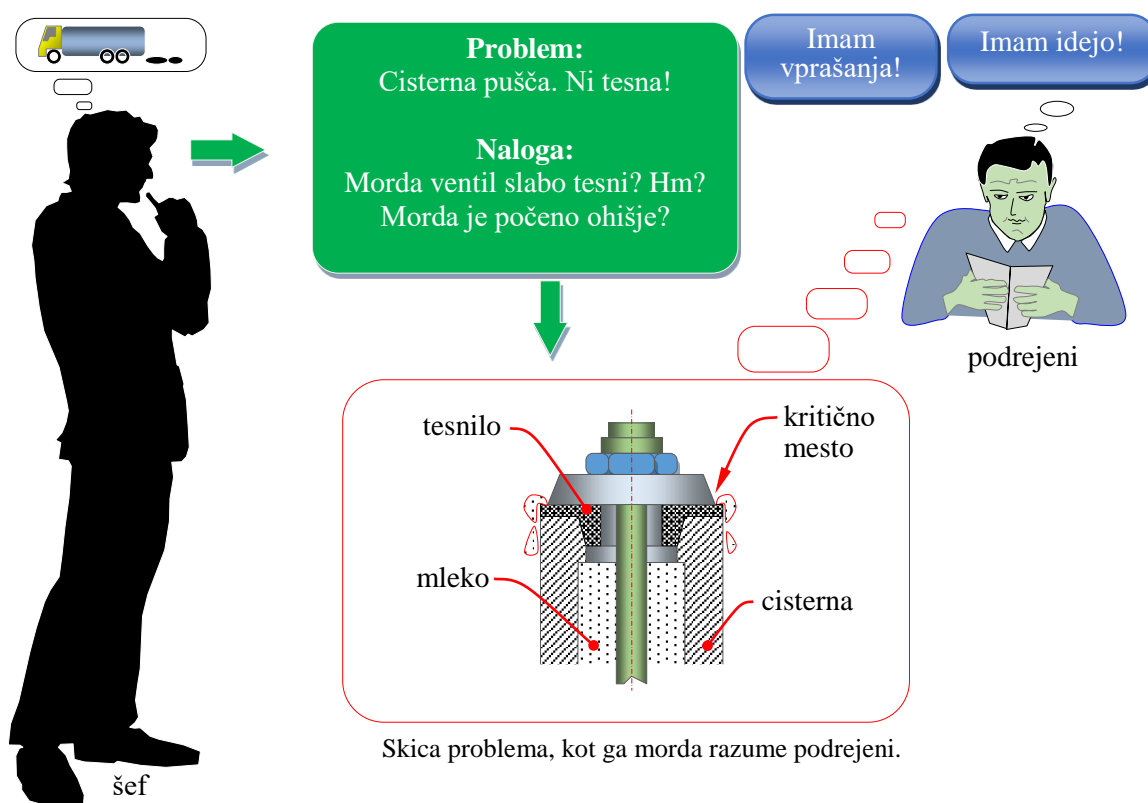 Problem:
Cisterna pušča. Ni tesna!
Naloga:
Morda ventil slabo tesni? Hm?
Morda je počeno ohišje?
Imam
vprašanja!
Imam idejo!
podrejeni
tesnilo
kritično
mesto
mleko
cisterna
Skica problema, kot ga morda razume podrejeni.
šef